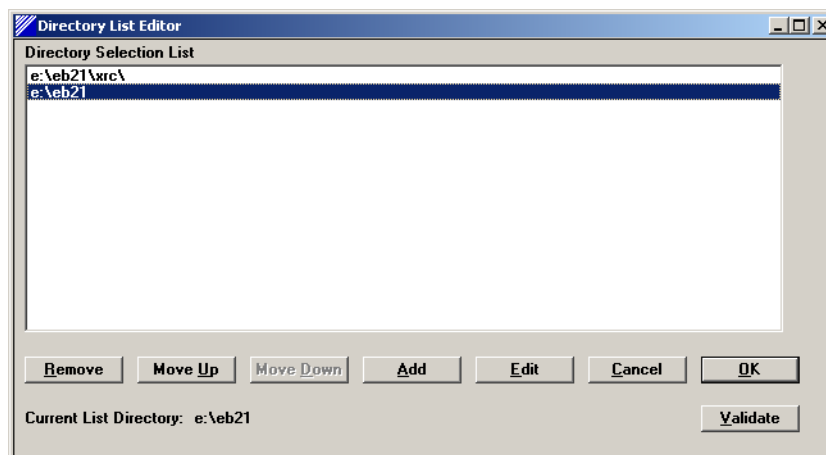 Directory List Editor
Directory Selection List
e:\eb21\xrc\
e:\eb21
Remove Move Up Move Down Add Edit Cancel OK
Current List Directory: e:\eb21 Validate